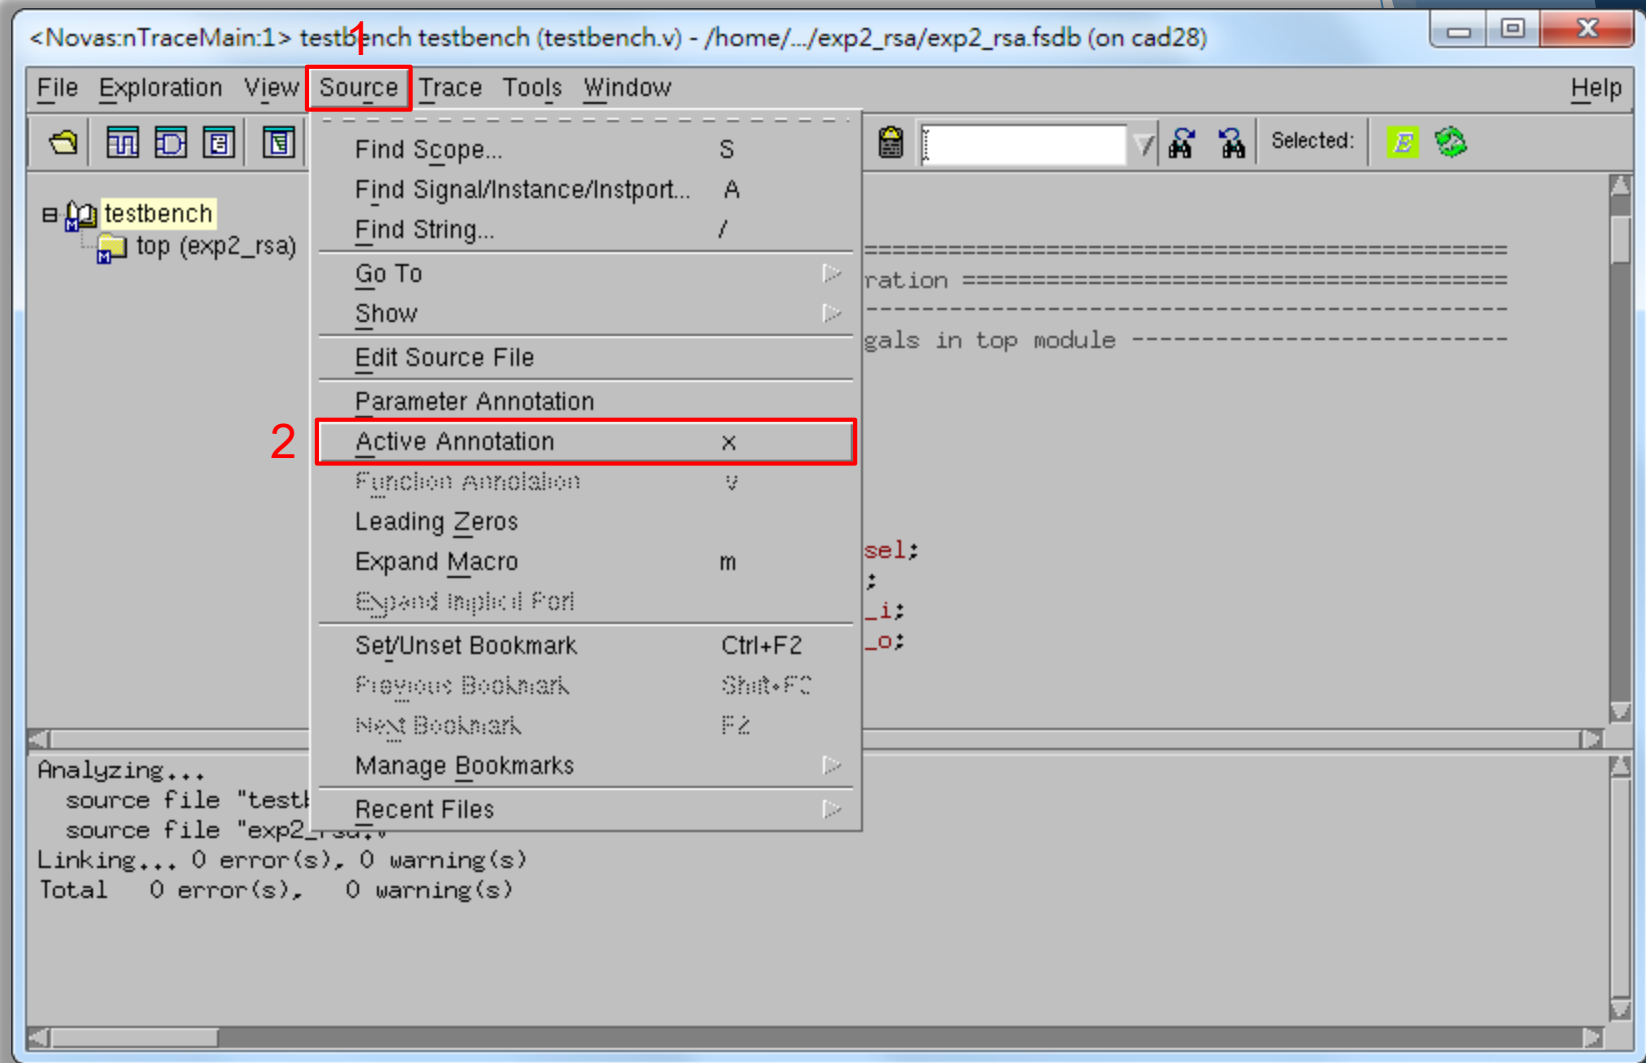 1
<Novas:nTraceMain:1> testbench testbench (testbench.v) - /home/.../exp2_rsa/exp2_rsa.fsdb (on cad28)
File Exploration View Source Trace Tools Window Help
Selected:
testbench
top (exp2_rsa)
Find Scope... S
Find Signal/Instance/Instport... A
Find String... /
Go To
Show
Edit Source File
Parameter Annotation
2
Active Annotation x
Function Annotation v
Leading Zeros
Expand Macro m
Expand Implicit Port
Set/Unset Bookmark Ctrl+F2
Previous Bookmark Shift+F2
Next Bookmark F2
Manage Bookmarks
Recent Files
==============================================
ration =======================================
----------------------------------------------
gals in top module ---------------------------
sel;
;
_i;
_o;
Analyzing...
source file "testb
source file "exp2_rsa.v"
Linking... 0 error(s), 0 warning(s)
Total 0 error(s), 0 warning(s)